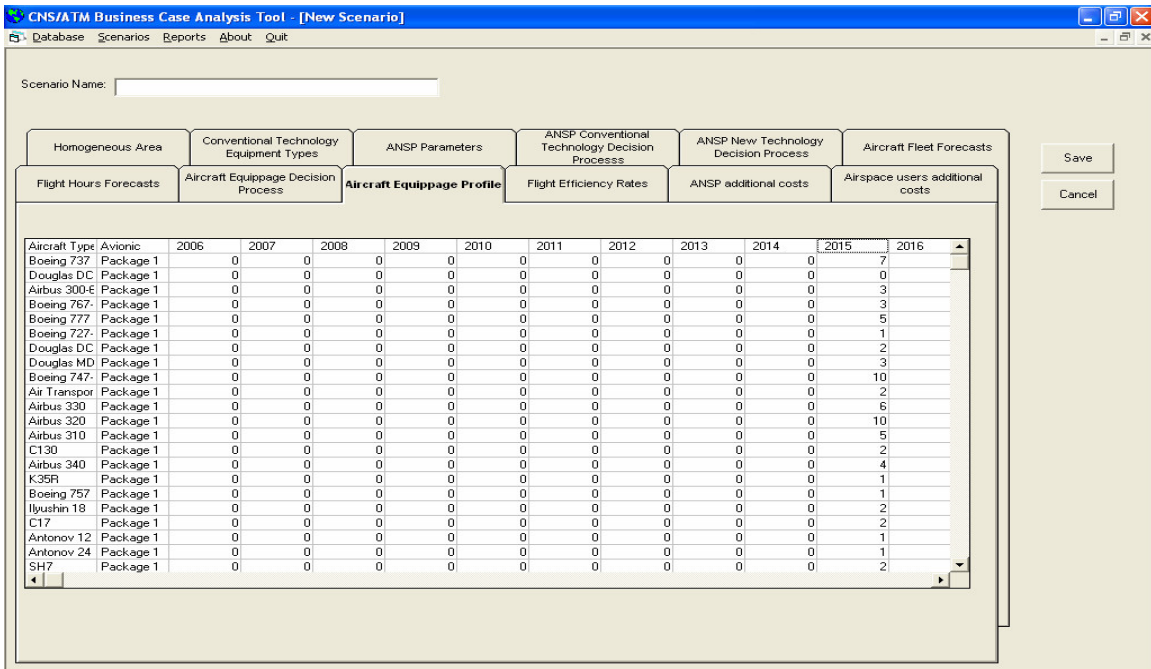 CNS/ATM Business Case Analysis Tool - [New Scenario]
Database Scenarios Reports About Quit
Scenario Name:
Homogeneous Area
Conventional Technology
Equipment Types
ANSP Parameters
ANSP Conventional
Technology Decision
Processs
ANSP New Technology
Decision Process
Aircraft Fleet Forecasts
Save
Flight Hours Forecasts
Aircraft Equippage Decision
Process
Aircraft Equippage Profile
Flight Efficiency Rates
ANSP additional costs
Airspace users additional
costs
Cancel
Aircraft Type Avionic 2006 2007 2008 2009 2010 2011 2012 2013 2014 2015 2016
Boeing 737 Package 1 0 0 0 0 0 0 0 0 0 7
Douglas DC Package 1 0 0 0 0 0 0 0 0 0 0
Airbus 300-6 Package 1 0 0 0 0 0 0 0 0 0 3
Boeing 767- Package 1 0 0 0 0 0 0 0 0 0 3
Boeing 777 Package 1 0 0 0 0 0 0 0 0 0 5
Boeing 727- Package 1 0 0 0 0 0 0 0 0 0 1
Douglas DC Package 1 0 0 0 0 0 0 0 0 0 2
Douglas MD Package 1 0 0 0 0 0 0 0 0 0 3
Boeing 747- Package 1 0 0 0 0 0 0 0 0 0 10
Air Transpor Package 1 0 0 0 0 0 0 0 0 0 2
Airbus 330 Package 1 0 0 0 0 0 0 0 0 0 6
Airbus 320 Package 1 0 0 0 0 0 0 0 0 0 10
Airbus 310 Package 1 0 0 0 0 0 0 0 0 0 5
C130 Package 1 0 0 0 0 0 0 0 0 0 2
Airbus 340 Package 1 0 0 0 0 0 0 0 0 0 4
K35R Package 1 0 0 0 0 0 0 0 0 0 1
Boeing 757 Package 1 0 0 0 0 0 0 0 0 0 1
Ilyushin 18 Package 1 0 0 0 0 0 0 0 0 0 2
C17 Package 1 0 0 0 0 0 0 0 0 0 2
Antonov 12 Package 1 0 0 0 0 0 0 0 0 0 1
Antonov 24 Package 1 0 0 0 0 0 0 0 0 0 1
SH7 Package 1 0 0 0 0 0 0 0 0 0 2